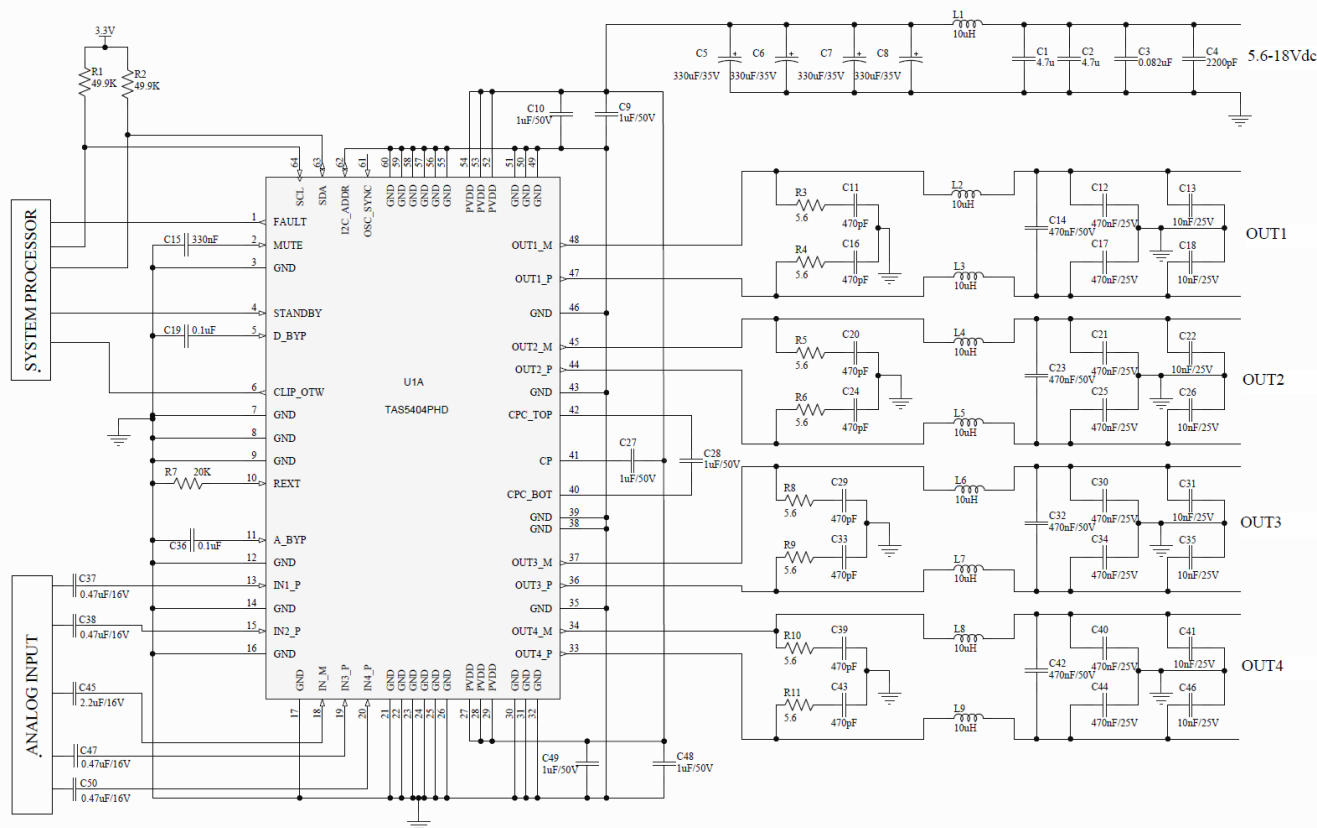 3.3V
R1
49.9K
R2
49.9K
L1
10uH
C5
330uF/35V
C6
330uF/35V
C7
330uF/35V
C8
330uF/35V
C1
4.7u
C2
4.7u
C3
0.082uF
C4
2200pF
5.6-18Vdc
C10
1uF/50V
C9
1uF/50V
SYSTEM PROCESSOR
ANALOG INPUT
U1A
TAS5404PHD
64 SCL
63 SDA
62 I2C_ADDR
61 OSC_SYNC
60 GND
59 GND
58 GND
57 GND
56 GND
55 GND
54 PVDD
53 PVDD
52 PVDD
51 GND
50 GND
49 GND
1 FAULT
C15 330nF
2 MUTE
3 GND
4 STANDBY
C19 0.1uF
5 D_BYP
6 CLIP_OTW
7 GND
8 GND
9 GND
R7 20K
10 REXT
C36 0.1uF
11 A_BYP
12 GND
C37
0.47uF/16V
13 IN1_P
14 GND
C38
0.47uF/16V
15 IN2_P
16 GND
C45
2.2uF/16V
C47
0.47uF/16V
C50
0.47uF/16V
17 GND
18 IN_M
19 IN3_P
20 IN4_P
21 GND
22 GND
23 GND
24 GND
25 GND
26 GND
27 PVDD
28 PVDD
29 PVDD
30 GND
31 GND
32 GND
OUT1_M 48
OUT1_P 47
GND 46
OUT2_M 45
OUT2_P 44
GND 43
CPC_TOP 42
CP 41
CPC_BOT 40
GND 39
GND 38
OUT3_M 37
OUT3_P 36
GND 35
OUT4_M 34
OUT4_P 33
C27
1uF/50V
C28
1uF/50V
C49
1uF/50V
C48
1uF/50V
R3
5.6
C11
470pF
R4
5.6
C16
470pF
L2
10uH
L3
10uH
C14
470nF/50V
C12
470nF/25V
C13
10nF/25V
C17
470nF/25V
C18
10nF/25V
OUT1
R5
5.6
C20
470pF
R6
5.6
C24
470pF
L4
10uH
L5
10uH
C23
470nF/50V
C21
470nF/25V
C22
10nF/25V
C25
470nF/25V
C26
10nF/25V
OUT2
R8
5.6
C29
470pF
R9
5.6
C33
470pF
L6
10uH
L7
10uH
C32
470nF/50V
C30
470nF/25V
C31
10nF/25V
C34
470nF/25V
C35
10nF/25V
OUT3
R10
5.6
C39
470pF
R11
5.6
C43
470pF
L8
10uH
L9
10uH
C42
470nF/50V
C40
470nF/25V
C41
10nF/25V
C44
470nF/25V
C46
10nF/25V
OUT4